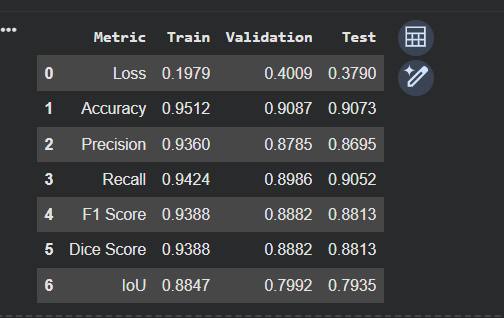 Metric Train Validation Test
0 Loss 0.1979 0.4009 0.3790
1 Accuracy 0.9512 0.9087 0.9073
2 Precision 0.9360 0.8785 0.8695
3 Recall 0.9424 0.8986 0.9052
4 F1 Score 0.9388 0.8882 0.8813
5 Dice Score 0.9388 0.8882 0.8813
6 IoU 0.8847 0.7992 0.7935